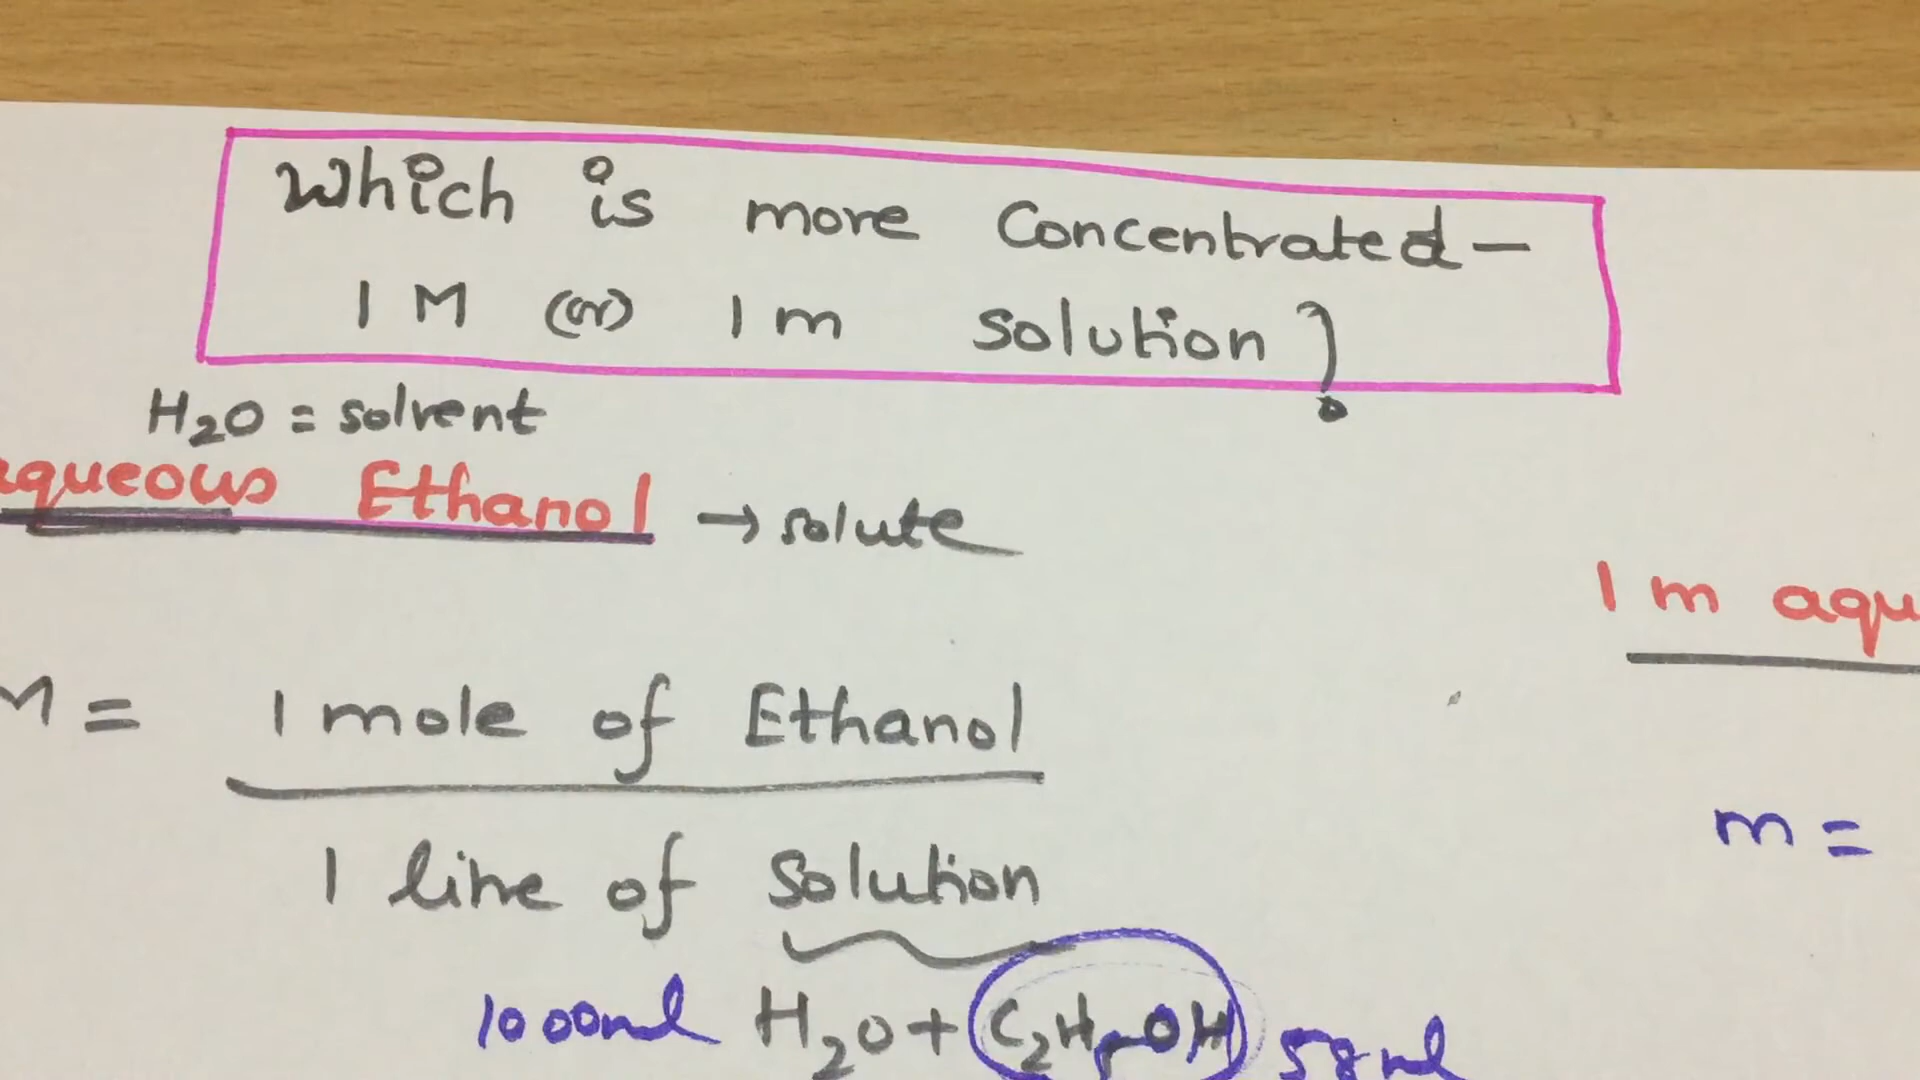 Which is more Concentrated-
1 M (or) 1 m solution?
H₂O = solvent
aqueous Ethanol → solute
1 m aqu
M = 1 mole of Ethanol
1 litre of Solution
m =
1000ml H₂O + C₂H₅OH 58ml